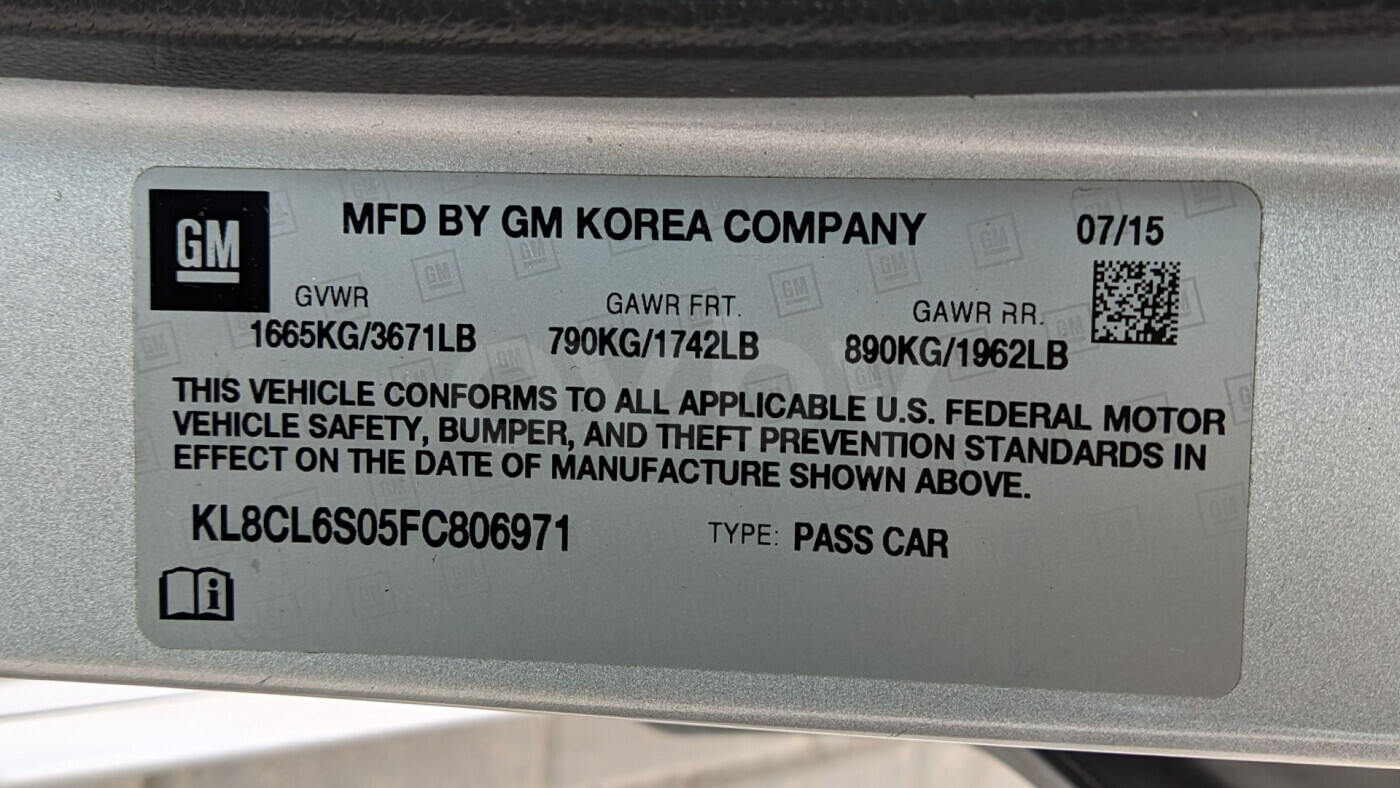 GM
MFD BY GM KOREA COMPANY 07/15
GVWR GAWR FRT. GAWR RR.
1665KG/3671LB 790KG/1742LB 890KG/1962LB
THIS VEHICLE CONFORMS TO ALL APPLICABLE U.S. FEDERAL MOTOR
VEHICLE SAFETY, BUMPER, AND THEFT PREVENTION STANDARDS IN
EFFECT ON THE DATE OF MANUFACTURE SHOWN ABOVE.
KL8CL6S05FC806971 TYPE: PASS CAR